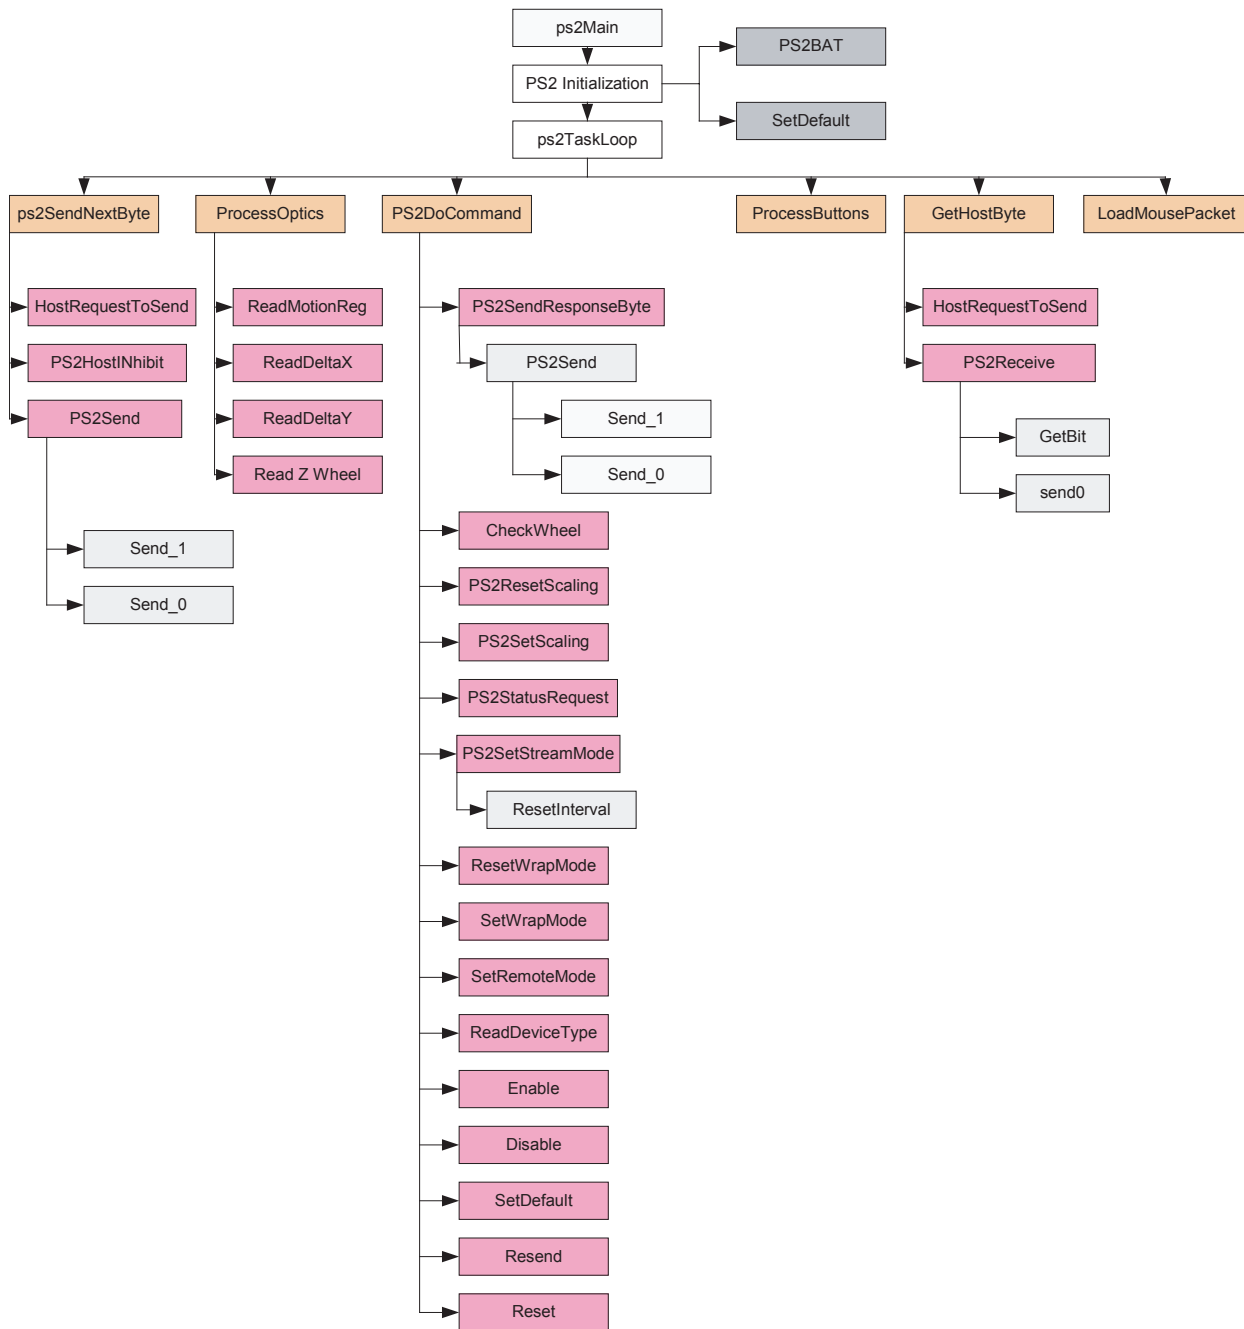 ps2Main
PS2BAT
PS2 Initialization
SetDefault
ps2TaskLoop
ps2SendNextByte
ProcessOptics
PS2DoCommand
ProcessButtons
GetHostByte
LoadMousePacket
HostRequestToSend
PS2HostINhibit
PS2Send
Send_1
Send_0
ReadMotionReg
ReadDeltaX
ReadDeltaY
Read Z Wheel
PS2SendResponseByte
PS2Send
Send_1
Send_0
CheckWheel
PS2ResetScaling
PS2SetScaling
PS2StatusRequest
PS2SetStreamMode
ResetInterval
ResetWrapMode
SetWrapMode
SetRemoteMode
ReadDeviceType
Enable
Disable
SetDefault
Resend
Reset
HostRequestToSend
PS2Receive
GetBit
send0